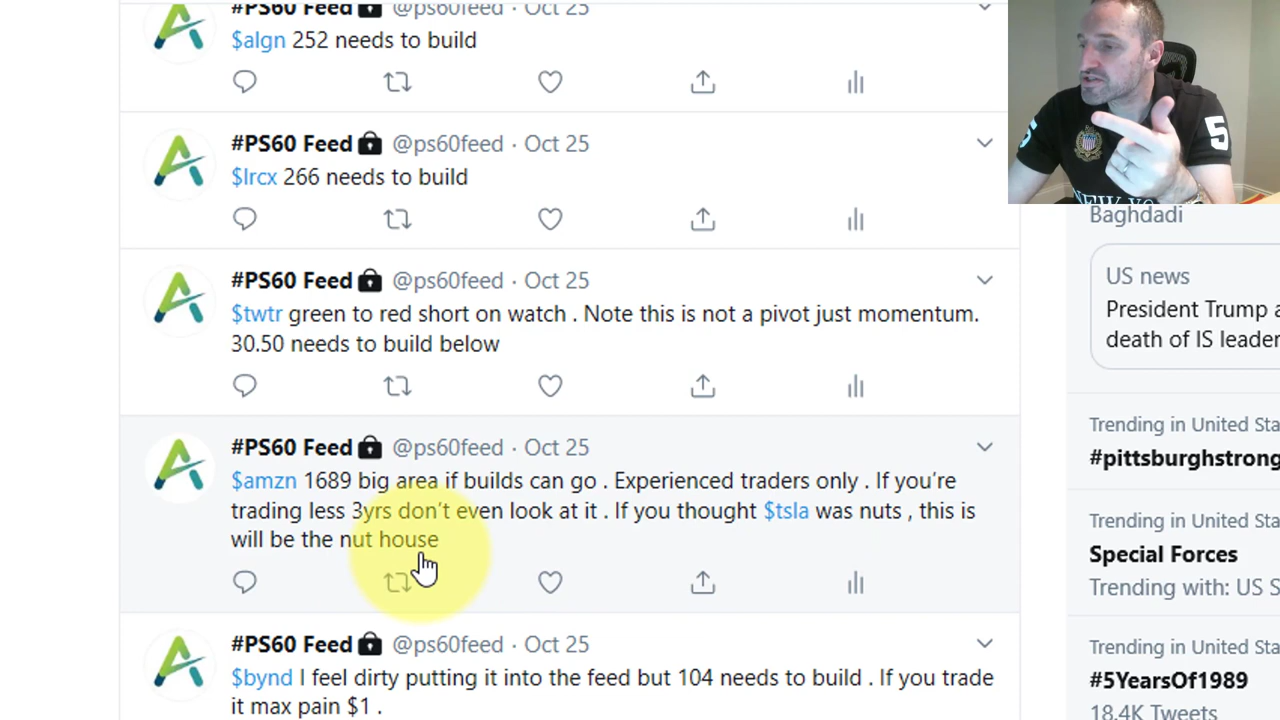 #PS60 Feed @ps60feed · Oct 25
$algn 252 needs to build
#PS60 Feed @ps60feed · Oct 25
$lrcx 266 needs to build
#PS60 Feed @ps60feed · Oct 25
$twtr green to red short on watch . Note this is not a pivot just momentum.
30.50 needs to build below
#PS60 Feed @ps60feed · Oct 25
$amzn 1689 big area if builds can go . Experienced traders only . If you’re
trading less 3yrs don’t even look at it . If you thought $tsla was nuts , this is
will be the nut house
#PS60 Feed @ps60feed · Oct 25
$bynd I feel dirty putting it into the feed but 104 needs to build . If you trade
it max pain $1 .
5
NEW YO
Baghdadi
US news
President Trump a
death of IS leader
Trending in United Sta
#pittsburghstrong
Trending in United Sta
Special Forces
Trending with: US S
Trending in United Sta
#5YearsOf1989
18.4K Tweets